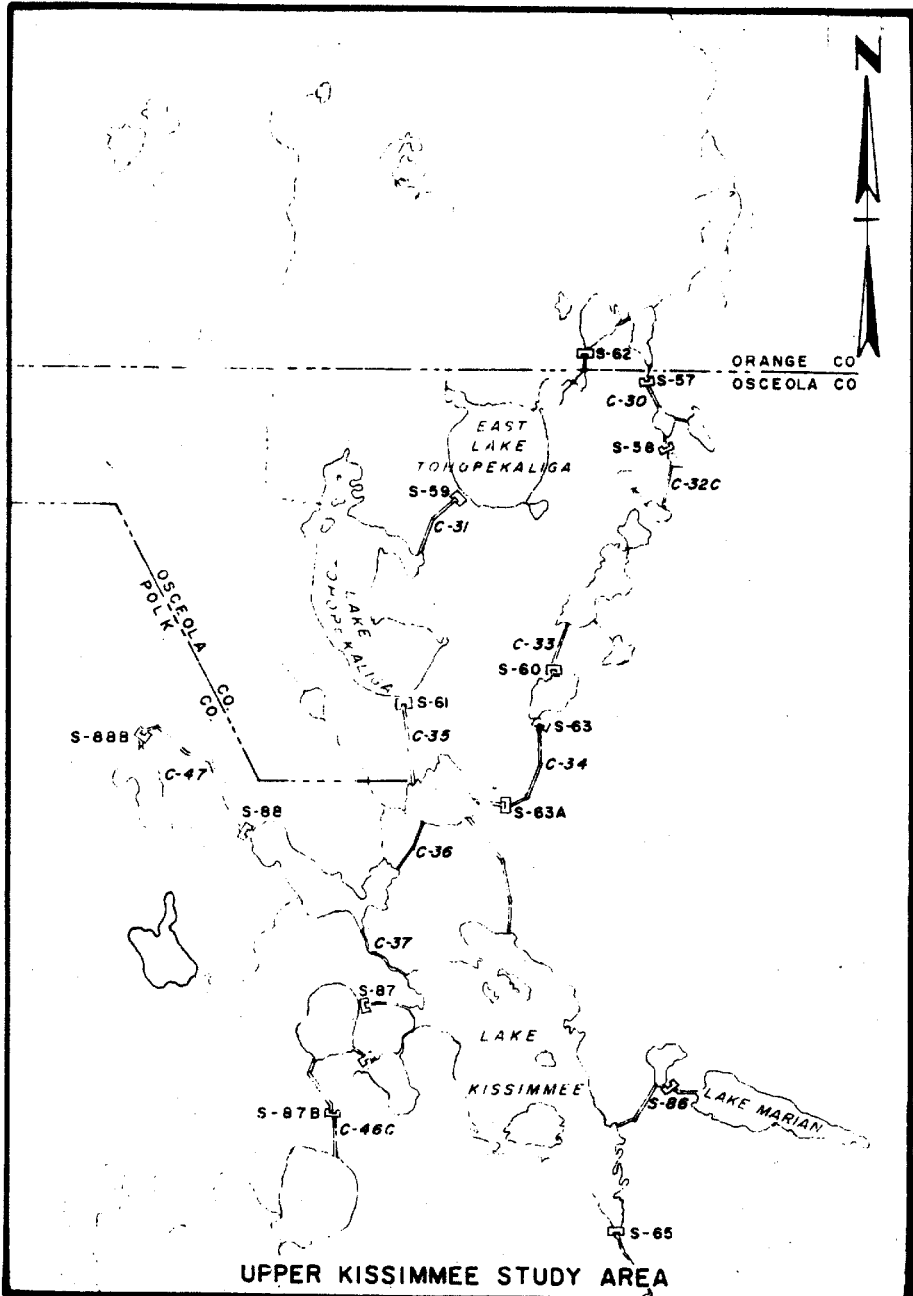 N
S-62
ORANGE CO
OSCEOLA CO
S-57
C-30
EAST
LAKE
TOHOPEKALIGA
S-58
C-32C
S-59
C-31
LAKE
TOHOPEKALIGA
OSCEOLA CO.
POLK CO.
C-33
S-60
S-61
C-35
S-63
C-34
S-63A
S-88B
C-47
S-88
C-36
C-37
S-87
LAKE
KISSIMMEE
S-86
LAKE MARIAN
S-87B
C-46C
S-65
UPPER KISSIMMEE STUDY AREA